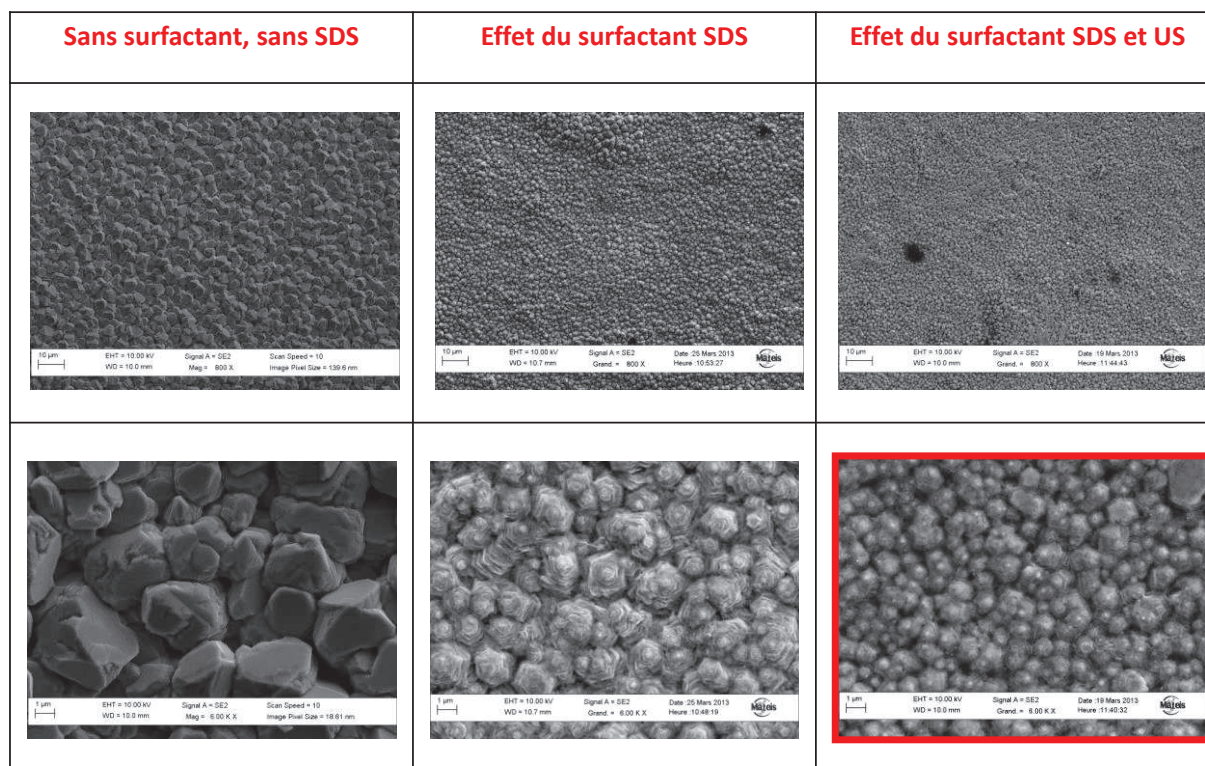 Sans surfactant, sans SDS
Effet du surfactant SDS
Effet du surfactant SDS et US
10 µm EHT = 10.00 kV Signal A = SE2 Scan Speed = 10
WD = 10.0 mm Mag = 800 X Image Pixel Size = 139.6 nm
10 µm EHT = 10.00 kV Signal A = SE2 Date :25 Mars 2013
WD = 10.7 mm Grand. = 800 X Heure :10:53:27
Mateis
10 µm EHT = 10.00 kV Signal A = SE2 Date :19 Mars 2013
WD = 10.0 mm Grand. = 800 X Heure :11:44:43
Mateis
1 µm EHT = 10.00 kV Signal A = SE2 Scan Speed = 10
WD = 10.0 mm Mag = 6.00 K X Image Pixel Size = 18.61 nm
1 µm EHT = 10.00 kV Signal A = SE2 Date :25 Mars 2013
WD = 10.7 mm Grand. = 6.00 K X Heure :10:48:19
Mateis
1 µm EHT = 10.00 kV Signal A = SE2 Date :19 Mars 2013
WD = 10.0 mm Grand. = 6.00 K X Heure :11:40:32
Mateis